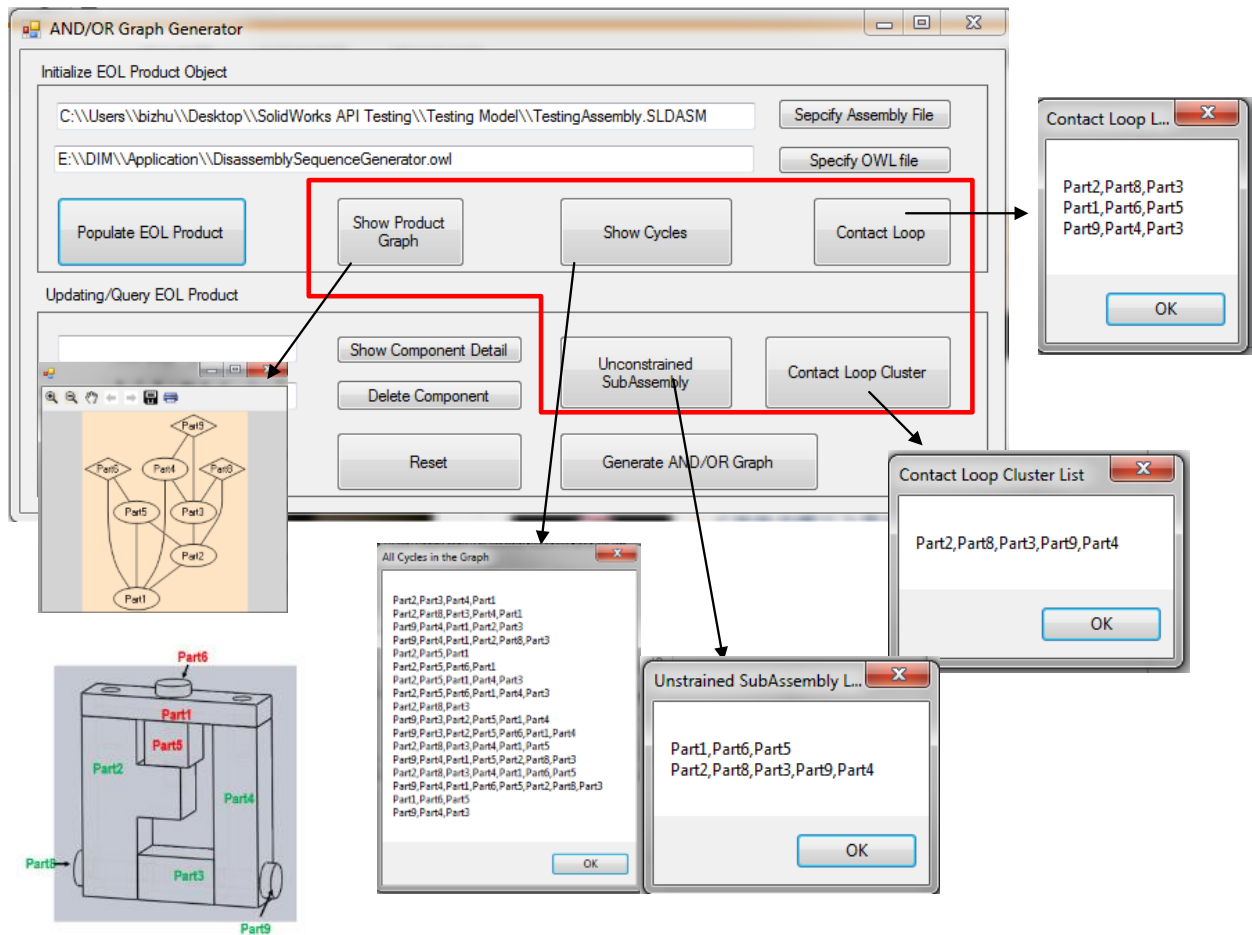 AND/OR Graph Generator
Initialize EOL Product Object
C:\\Users\\bizhu\\Desktop\\SolidWorks API Testing\\Testing Model\\TestingAssembly.SLDASM
Sepcify Assembly File
E:\\DIM\\Application\\DisassemblySequenceGenerator.owl
Specify OWL file
Populate EOL Product
Show Product
Graph
Show Cycles
Contact Loop
Updating/Query EOL Product
Show Component Detail
Delete Component
Unconstrained
SubAssembly
Contact Loop Cluster
Reset
Generate AND/OR Graph
Contact Loop L...
Part2,Part8,Part3
Part1,Part6,Part5
Part9,Part4,Part3
OK
Part9
Part6
Part4
Part8
Part5
Part3
Part2
Part1
Contact Loop Cluster List
Part2,Part8,Part3,Part9,Part4
OK
All Cycles in the Graph
Part2,Part3,Part4,Part1
Part2,Part8,Part3,Part4,Part1
Part9,Part4,Part1,Part2,Part3
Part9,Part4,Part1,Part2,Part8,Part3
Part2,Part5,Part1
Part2,Part5,Part6,Part1
Part2,Part5,Part1,Part4,Part3
Part2,Part5,Part6,Part1,Part4,Part3
Part2,Part8,Part3
Part9,Part3,Part2,Part5,Part1,Part4
Part9,Part3,Part2,Part5,Part6,Part1,Part4
Part2,Part8,Part3,Part4,Part1,Part5
Part9,Part4,Part1,Part5,Part2,Part8,Part3
Part2,Part8,Part3,Part4,Part1,Part6,Part5
Part9,Part4,Part1,Part6,Part5,Part2,Part8,Part3
Part1,Part6,Part5
Part9,Part4,Part3
OK
Unstrained SubAssembly L...
Part1,Part6,Part5
Part2,Part8,Part3,Part9,Part4
OK
Part6
Part1
Part5
Part2
Part4
Part8
Part3
Part9